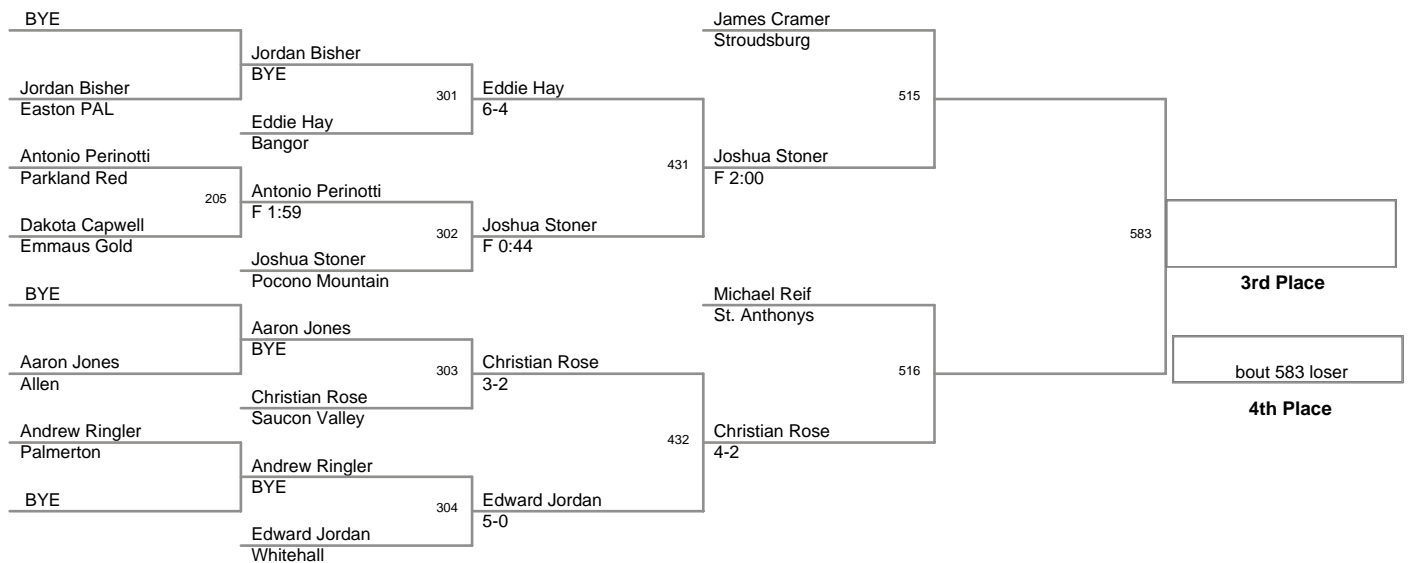 BYE
Jordan Bisher
Easton PAL
Antonio Perinotti
Parkland Red
205
Dakota Capwell
Emmaus Gold
BYE
Aaron Jones
Allen
Andrew Ringler
Palmerton
BYE
Jordan Bisher
BYE
301
Eddie Hay
Bangor
Antonio Perinotti
F 1:59
302
Joshua Stoner
Pocono Mountain
Aaron Jones
BYE
303
Christian Rose
Saucon Valley
Andrew Ringler
BYE
304
Edward Jordan
Whitehall
Eddie Hay
6-4
431
Joshua Stoner
F 0:44
Christian Rose
3-2
432
Edward Jordan
5-0
James Cramer
Stroudsburg
515
Joshua Stoner
F 2:00
Michael Reif
St. Anthonys
516
Christian Rose
4-2
583
3rd Place
bout 583 loser
4th Place